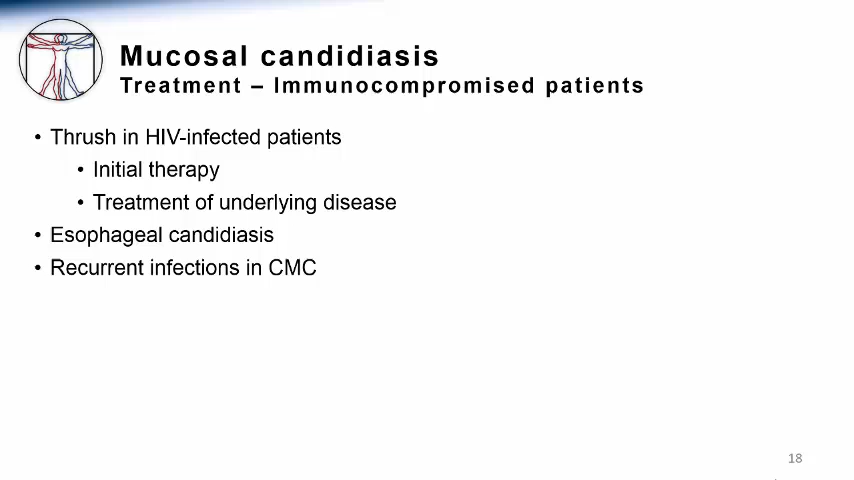 Mucosal candidiasis
Treatment – Immunocompromised patients
• Thrush in HIV-infected patients
• Initial therapy
• Treatment of underlying disease
• Esophageal candidiasis
• Recurrent infections in CMC
18